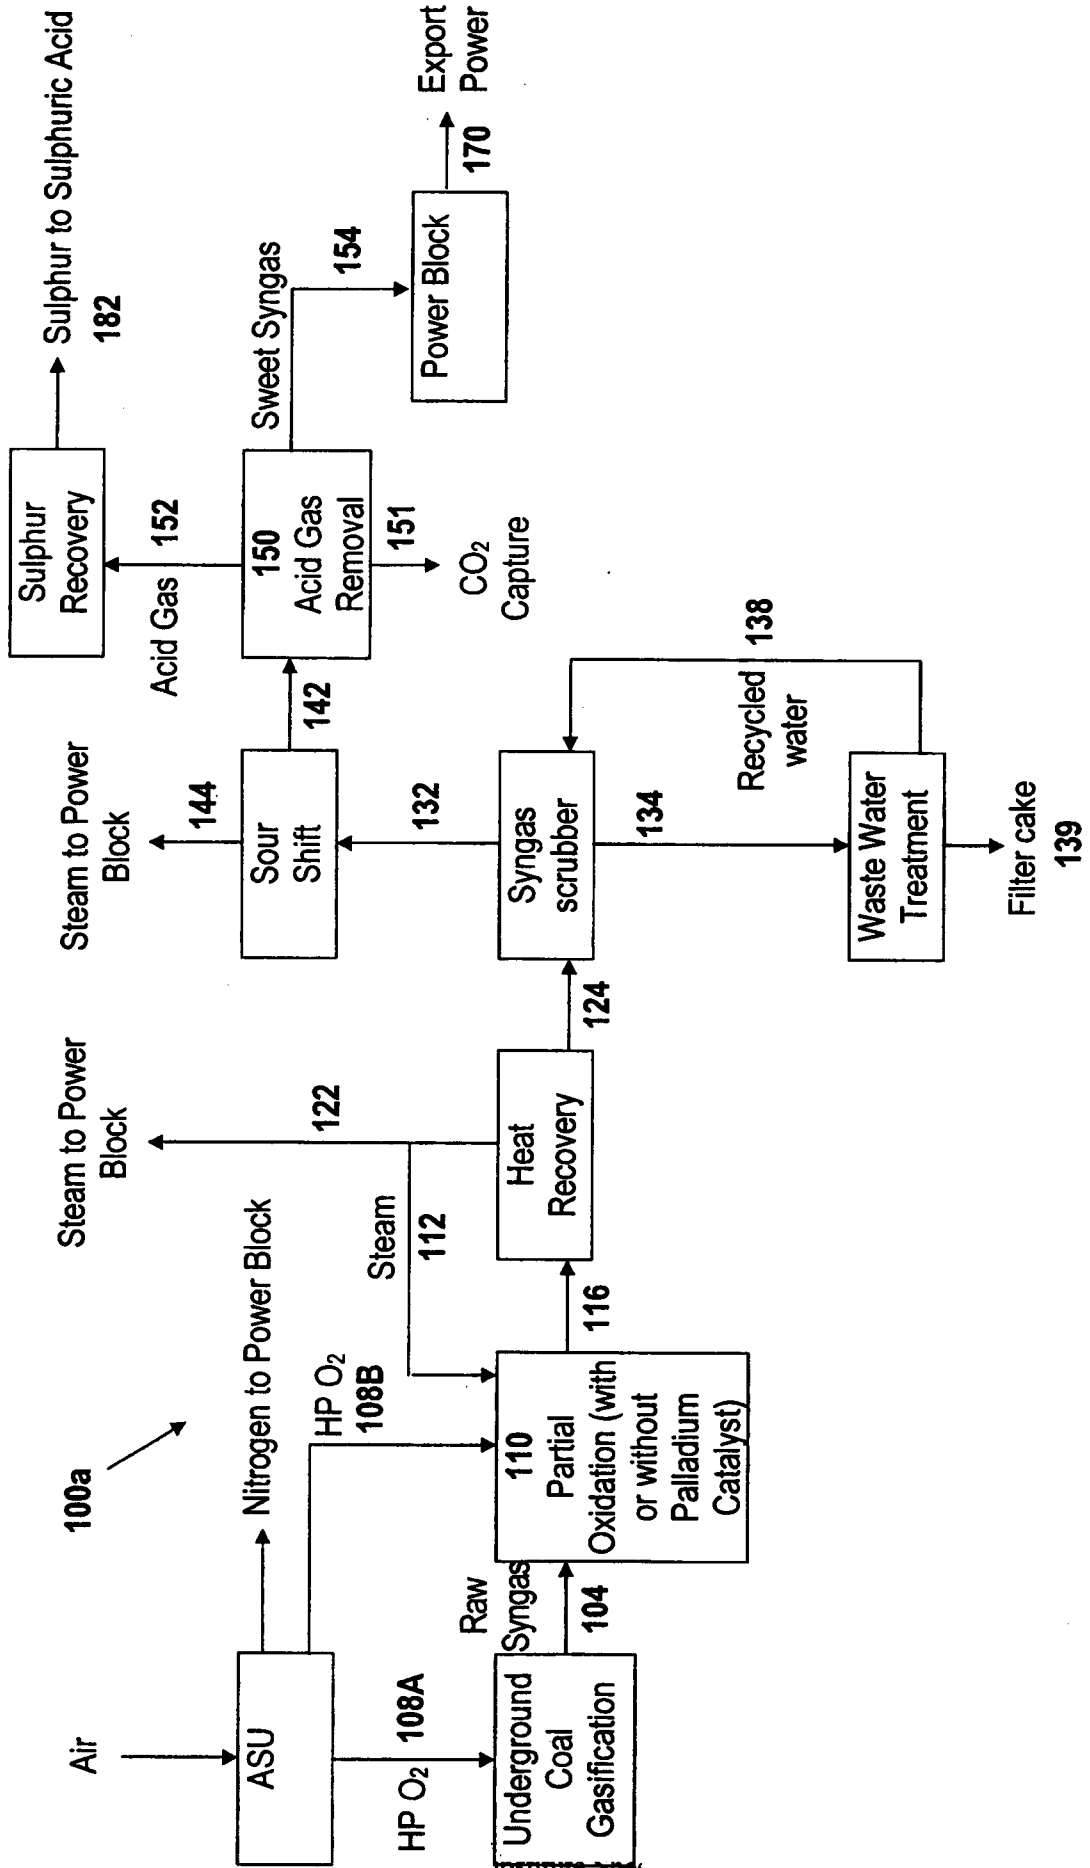 100a
Air
ASU
Nitrogen to Power Block
HP O₂
108A
HP O₂
108B
Underground
Coal
Gasification
Raw
Syngas
104
110
Partial
Oxidation (with
or without
Palladium
Catalyst)
Steam
112
116
Steam to Power
Block
122
Heat
Recovery
124
Syngas
scrubber
132
134
Steam to Power
Block
144
Sour
Shift
142
Recycled
water
138
Waste Water
Treatment
Filter cake
139
150
Acid Gas
Removal
151
CO₂
Capture
Acid Gas
152
Sulphur
Recovery
Sulphur to Sulphuric Acid
182
Sweet Syngas
154
Power Block
170
Export
Power